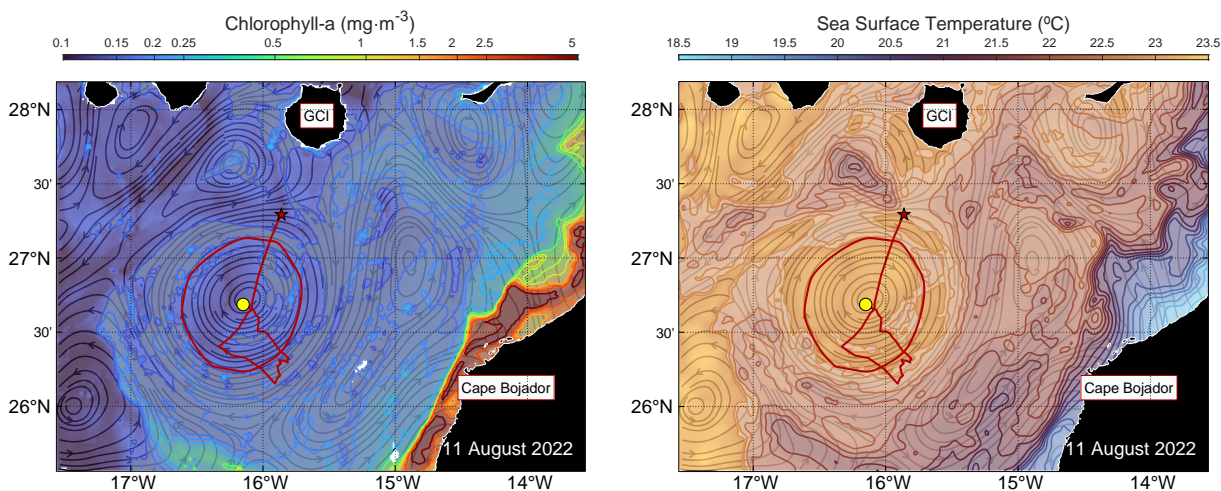 Chlorophyll-a (mg·m⁻³)
0.1 0.15 0.2 0.25 0.5 1 1.5 2 2.5 5
28°N
30'
27°N
30'
26°N
GCI
Cape Bojador
11 August 2022
17°W 16°W 15°W 14°W
Sea Surface Temperature (ºC)
18.5 19 19.5 20 20.5 21 21.5 22 22.5 23 23.5
28°N
30'
27°N
30'
26°N
GCI
Cape Bojador
11 August 2022
17°W 16°W 15°W 14°W